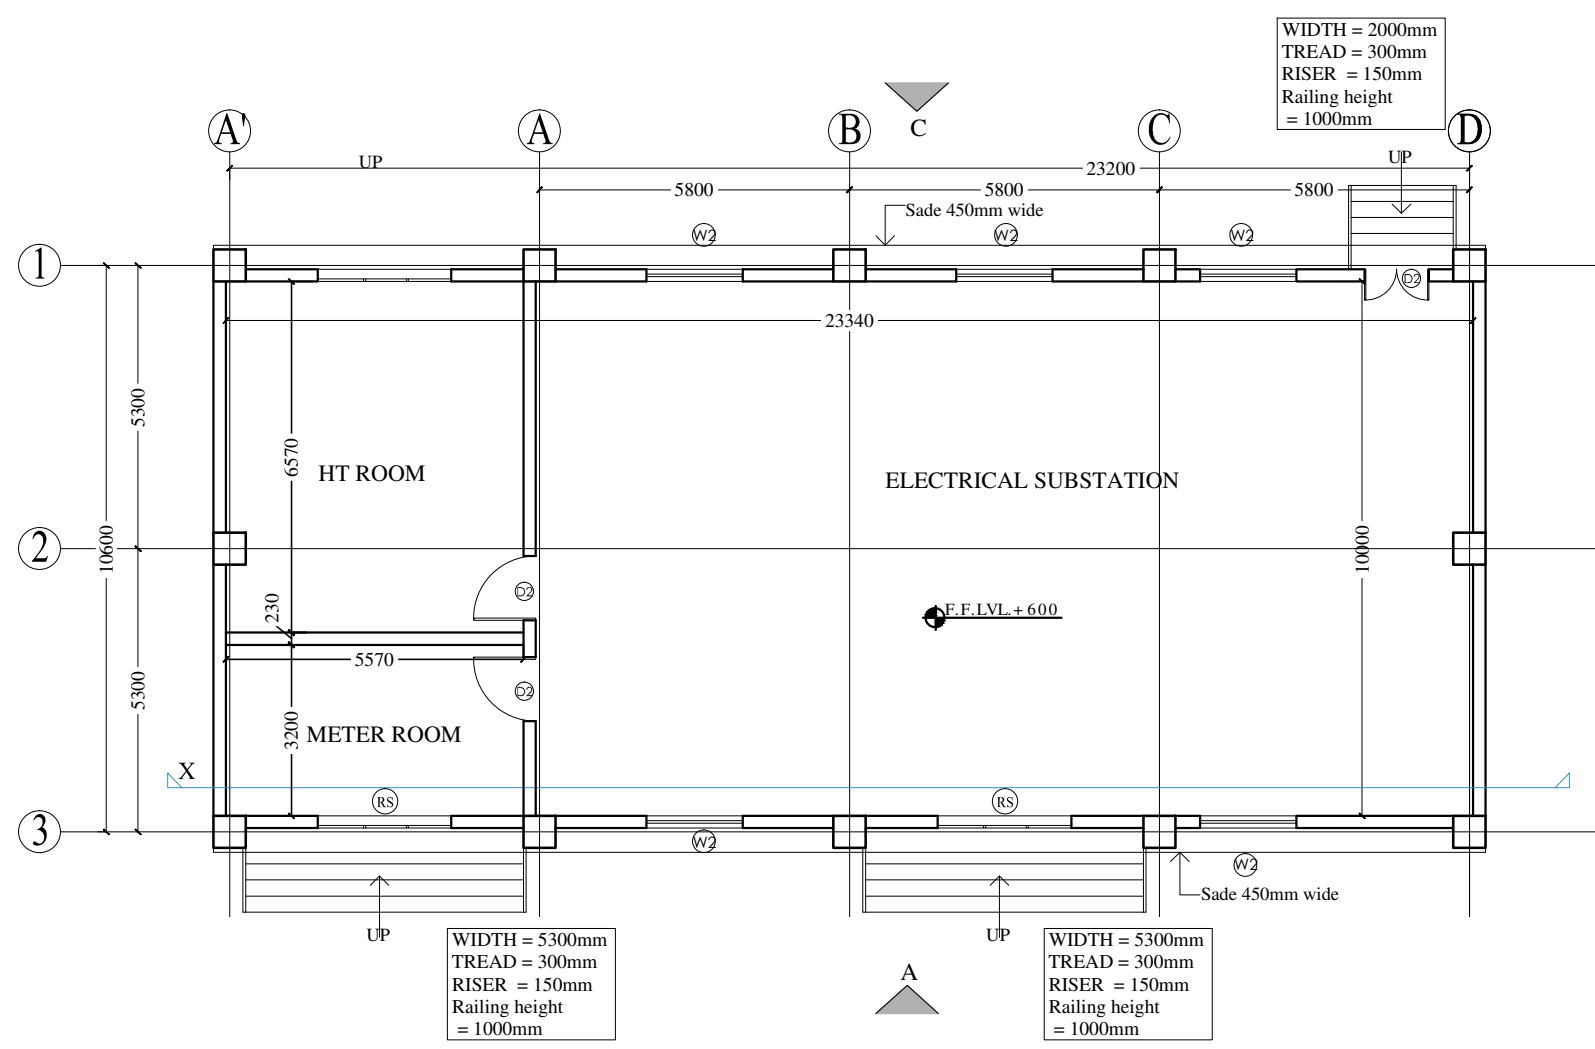 WIDTH = 2000mm
TREAD = 300mm
RISER = 150mm
Railing height
= 1000mm
C
A'
A
B
C
D
UP
UP
23200
5800
5800
5800
Sade 450mm wide
W2
W2
W2
1
D2
23340
5300
6570
HT ROOM
ELECTRICAL SUBSTATION
2
10600
10000
D2
230
F.F.LVL.+600
5570
D2
5300
3200
METER ROOM
X
RS
RS
3
W2
W2
Sade 450mm wide
UP
UP
WIDTH = 5300mm
TREAD = 300mm
RISER = 150mm
Railing height
= 1000mm
WIDTH = 5300mm
TREAD = 300mm
RISER = 150mm
Railing height
= 1000mm
A